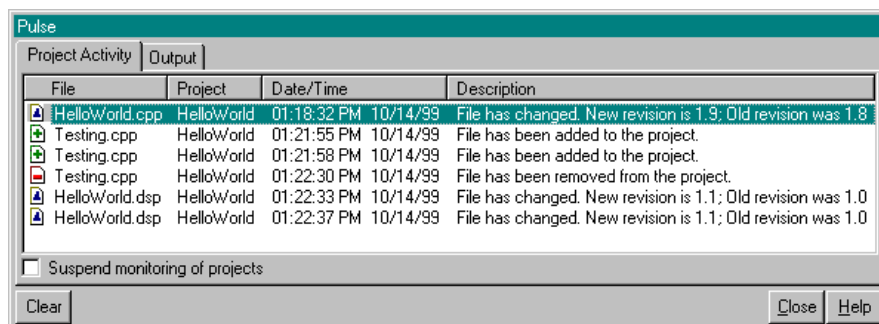 Pulse
Project Activity Output
File Project Date/Time Description
HelloWorld.cpp HelloWorld 01:18:32 PM 10/14/99 File has changed. New revision is 1.9; Old revision was 1.8
Testing.cpp HelloWorld 01:21:55 PM 10/14/99 File has been added to the project.
Testing.cpp HelloWorld 01:21:58 PM 10/14/99 File has been added to the project.
Testing.cpp HelloWorld 01:22:30 PM 10/14/99 File has been removed from the project.
HelloWorld.dsp HelloWorld 01:22:33 PM 10/14/99 File has changed. New revision is 1.1; Old revision was 1.0
HelloWorld.dsp HelloWorld 01:22:37 PM 10/14/99 File has changed. New revision is 1.1; Old revision was 1.0
Suspend monitoring of projects
Clear Close Help